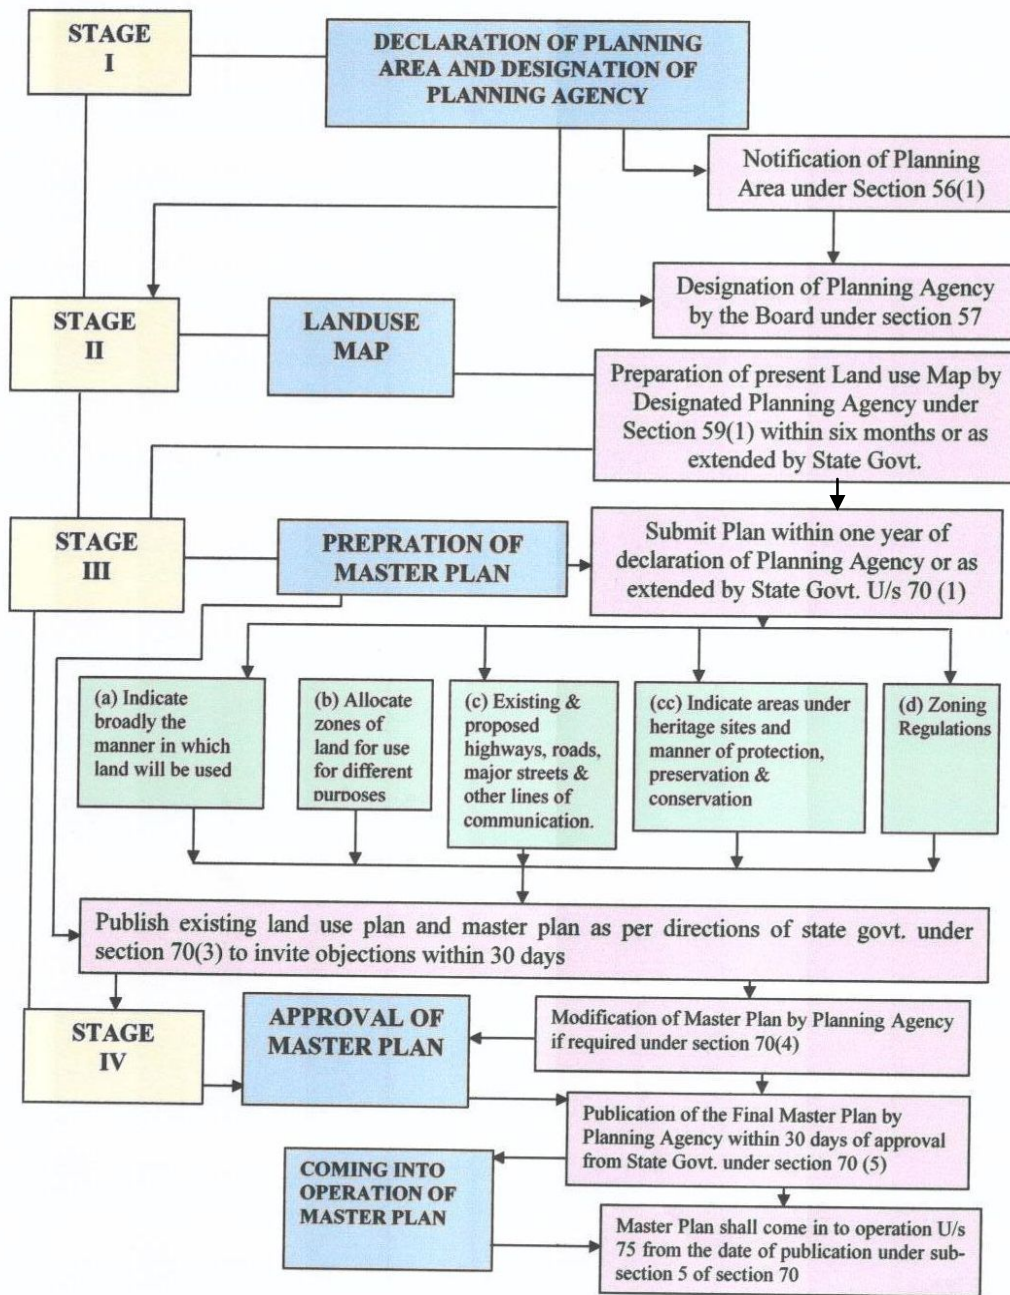 STAGE
I
DECLARATION OF PLANNING
AREA AND DESIGNATION OF
PLANNING AGENCY
Notification of Planning
Area under Section 56(1)
Designation of Planning Agency
by the Board under section 57
STAGE
II
LANDUSE
MAP
Preparation of present Land use Map by
Designated Planning Agency under
Section 59(1) within six months or as
extended by State Govt.
STAGE
III
PREPRATION OF
MASTER PLAN
Submit Plan within one year of
declaration of Planning Agency or as
extended by State Govt. U/s 70 (1)
(a) Indicate
broadly the
manner in which
land will be used
(b) Allocate
zones of
land for use
for different
purposes
(c) Existing &
proposed
highways, roads,
major streets &
other lines of
communication.
(cc) Indicate areas under
heritage sites and
manner of protection,
preservation &
conservation
(d) Zoning
Regulations
Publish existing land use plan and master plan as per directions of state govt. under
section 70(3) to invite objections within 30 days
STAGE
IV
APPROVAL OF
MASTER PLAN
Modification of Master Plan by Planning Agency
if required under section 70(4)
Publication of the Final Master Plan by
Planning Agency within 30 days of approval
from State Govt. under section 70 (5)
COMING INTO
OPERATION OF
MASTER PLAN
Master Plan shall come in to operation U/s
75 from the date of publication under sub-
section 5 of section 70